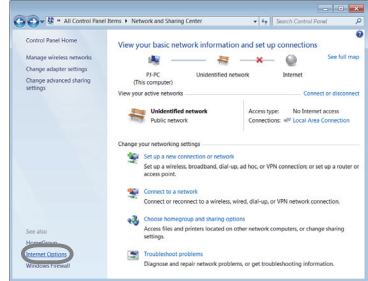 All Control Panel Items ▸ Network and Sharing Center
Search Control Panel
Control Panel Home
Manage wireless networks
Change adapter settings
Change advanced sharing
settings
See also
HomeGroup
Internet Options
Windows Firewall
View your basic network information and set up connections
See full map
PJ-PC
(This computer)
Unidentified network
Internet
View your active networks
Connect or disconnect
Unidentified network
Public network
Access type: No Internet access
Connections: Local Area Connection
Change your networking settings
Set up a new connection or network
Set up a wireless, broadband, dial-up, ad hoc, or VPN connection; or set up a router or
access point.
Connect to a network
Connect or reconnect to a wireless, wired, dial-up, or VPN network connection.
Choose homegroup and sharing options
Access files and printers located on other network computers, or change sharing
settings.
Troubleshoot problems
Diagnose and repair network problems, or get troubleshooting information.